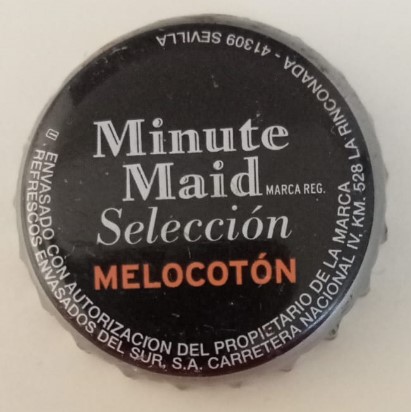 Minute
Maid MARCA REG.
Selección
MELOCOTÓN
ENVASADO CON AUTORIZACION DEL PROPIETARIO DE LA MARCA
REFRESCOS ENVASADOS DEL SUR, S.A. CARRETERA NACIONAL IV, KM. 528 LA RINCONADA - 41309 SEVILLA